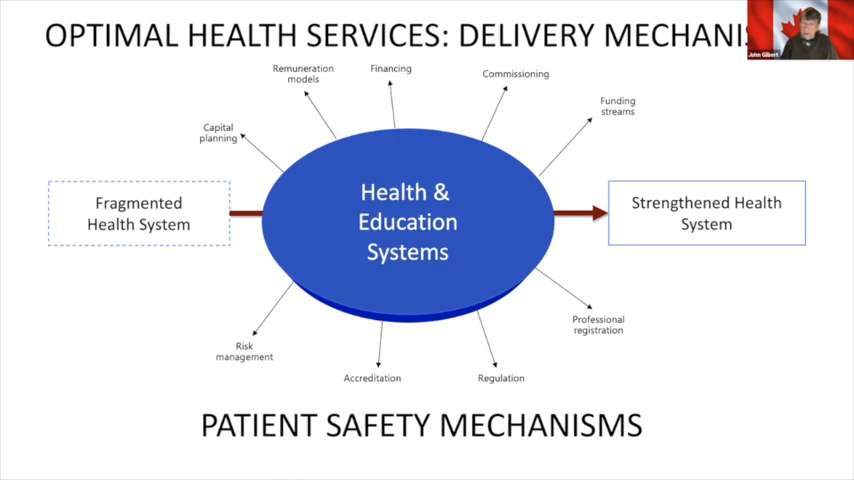 OPTIMAL HEALTH SERVICES: DELIVERY
John Gilbert
Remuneration
models
Financing
Commissioning
Funding
streams
Capital
planning
Fragmented
Health System
Health &
Education
Systems
Strengthened Health
System
Risk
management
Accreditation
Regulation
Professional
registration
PATIENT SAFETY MECHANISMS